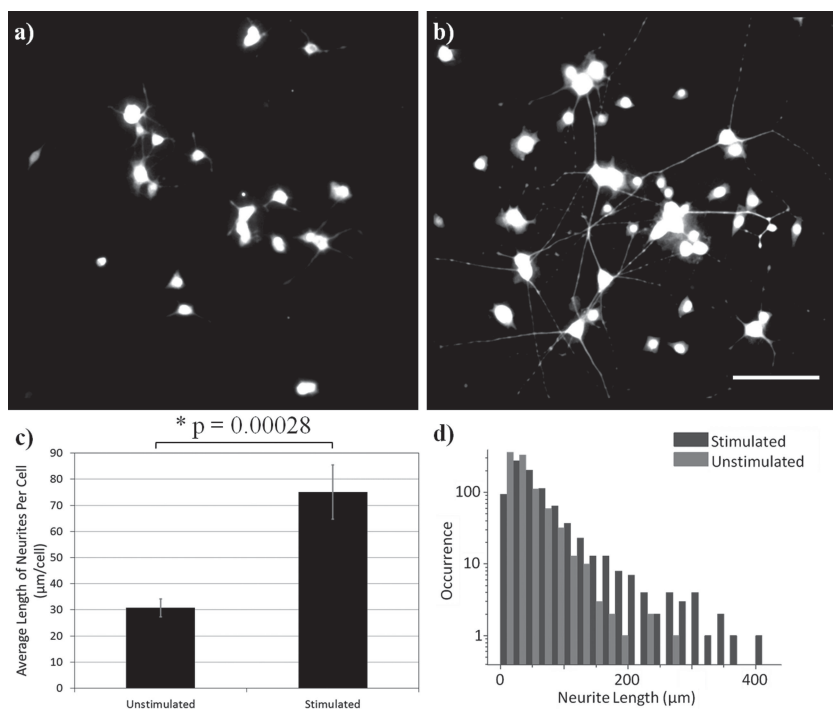 a)
b)
c)
* p = 0.00028
90
80
70
60
50
40
30
20
10
0
Average Length of Neurites Per Cell
(µm/cell)
Unstimulated
Stimulated
d)
Stimulated
Unstimulated
100
10
1
Occurrence
0
200
400
Neurite Length (µm)